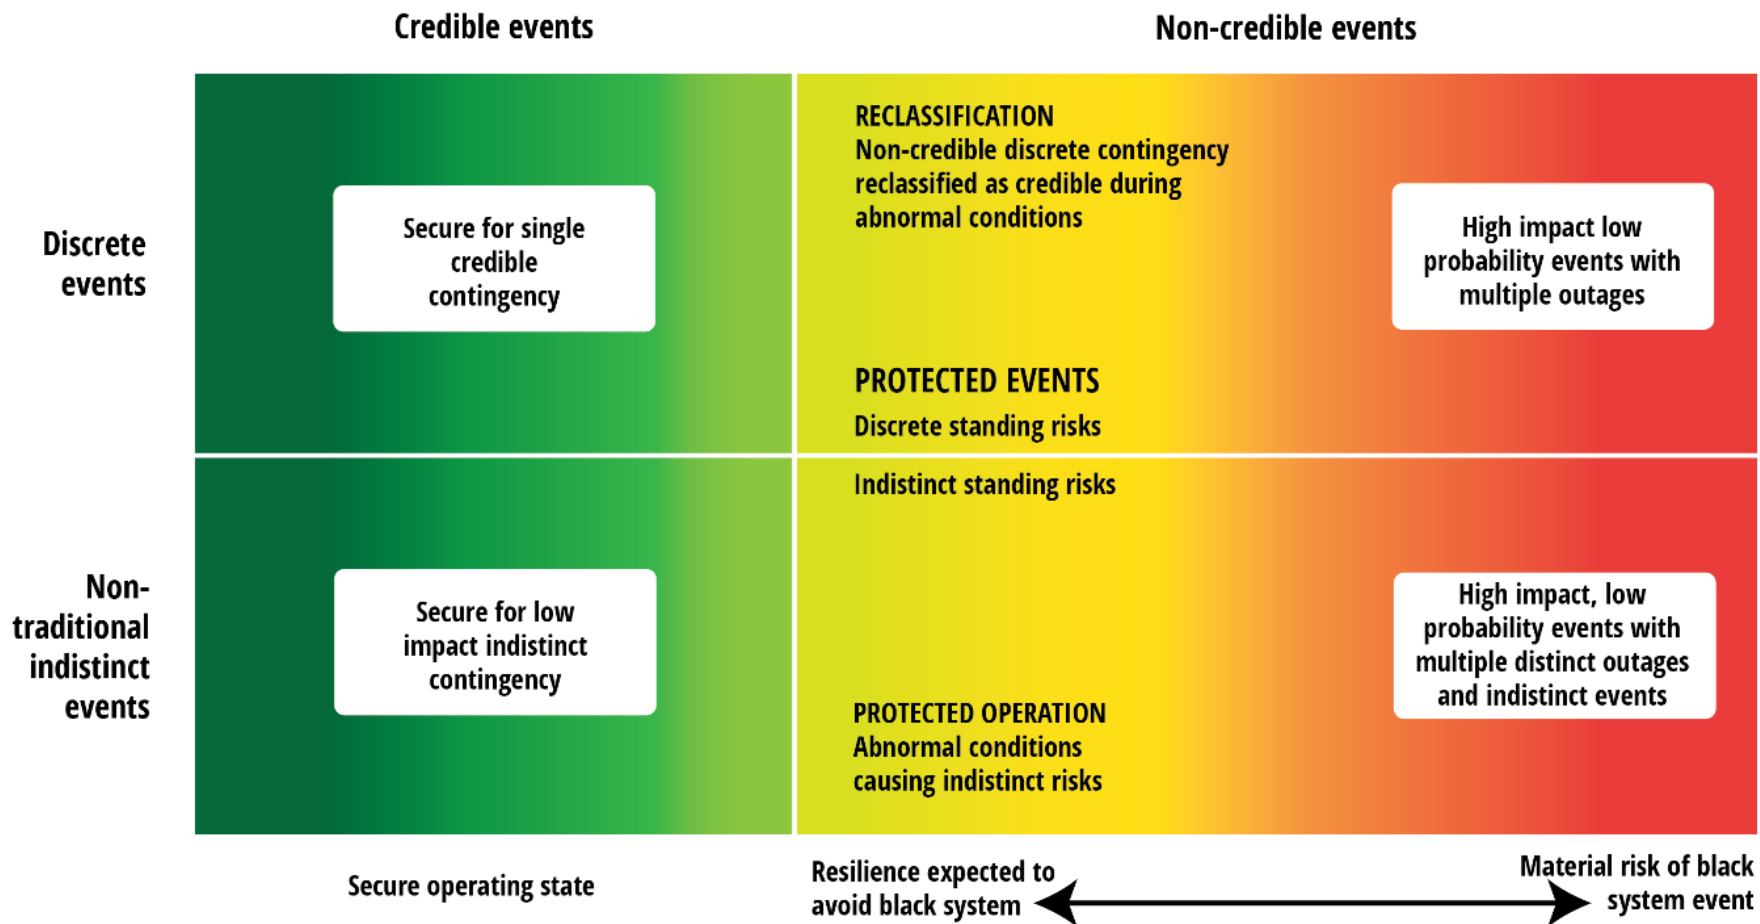 Credible events
Non-credible events
Discrete
events
Secure for single
credible
contingency
RECLASSIFICATION
Non-credible discrete contingency
reclassified as credible during
abnormal conditions
High impact low
probability events with
multiple outages
PROTECTED EVENTS
Discrete standing risks
Indistinct standing risks
Non-
traditional
indistinct
events
Secure for low
impact indistinct
contingency
PROTECTED OPERATION
Abnormal conditions
causing indistinct risks
High impact, low
probability events with
multiple distinct outages
and indistinct events
Secure operating state
Resilience expected to
avoid black system
Material risk of black
system event